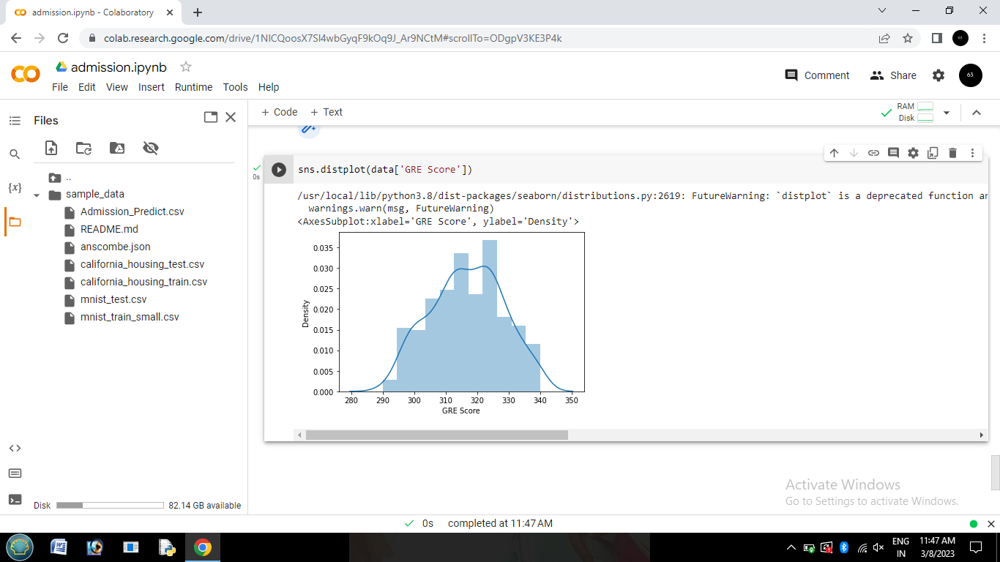 admission.ipynb - Colaboratory
colab.research.google.com/drive/1NlCQoosX7Sl4wbGyqF9kOq9J_Ar9NCtM#scrollTo=ODgpV3KE3P4k
admission.ipynb
File Edit View Insert Runtime Tools Help
Comment Share 63
Files
+ Code + Text
RAM
Disk
{x}
..
sample_data
Admission_Predict.csv
README.md
anscombe.json
california_housing_test.csv
california_housing_train.csv
mnist_test.csv
mnist_train_small.csv
Disk 82.14 GB available
0s
sns.distplot(data['GRE Score'])
/usr/local/lib/python3.8/dist-packages/seaborn/distributions.py:2619: FutureWarning: `distplot` is a deprecated function an
warnings.warn(msg, FutureWarning)
<AxesSubplot:xlabel='GRE Score', ylabel='Density'>
0.035
0.030
0.025
0.020
0.015
0.010
0.005
0.000
Density
280 290 300 310 320 330 340 350
GRE Score
Activate Windows
Go to Settings to activate Windows.
0s completed at 11:47 AM
ENG
IN
11:47 AM
3/8/2023